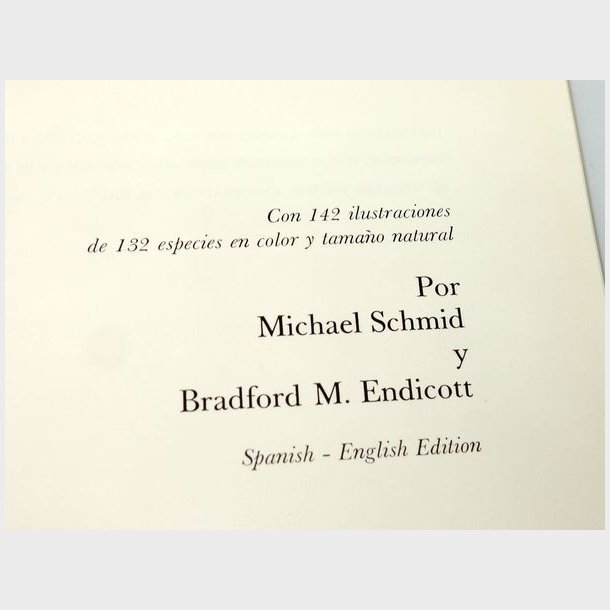 Con 142 ilustraciones
de 132 especies en color y tamaño natural
Por
Michael Schmid
y
Bradford M. Endicott
Spanish - English Edition